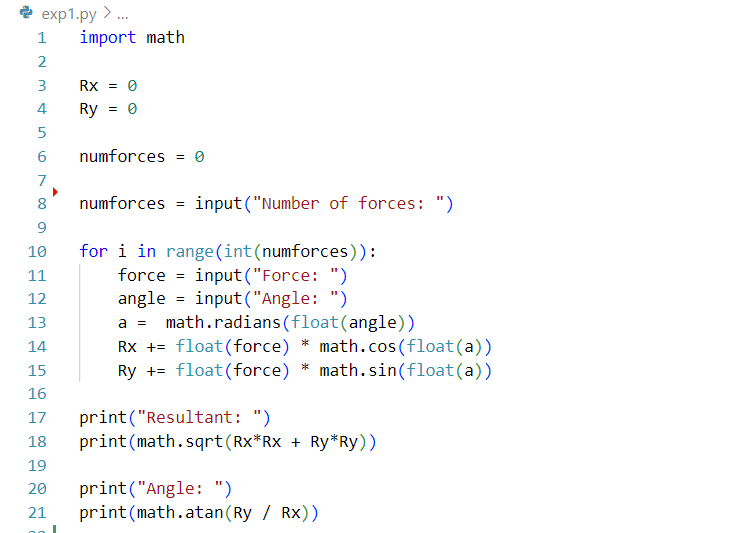 exp1.py > ...
1 import math
2
3 Rx = 0
4 Ry = 0
5
6 numforces = 0
7
8 numforces = input("Number of forces: ")
9
10 for i in range(int(numforces)):
11     force = input("Force: ")
12     angle = input("Angle: ")
13     a =  math.radians(float(angle))
14     Rx += float(force) * math.cos(float(a))
15     Ry += float(force) * math.sin(float(a))
16
17 print("Resultant: ")
18 print(math.sqrt(Rx*Rx + Ry*Ry))
19
20 print("Angle: ")
21 print(math.atan(Ry / Rx))